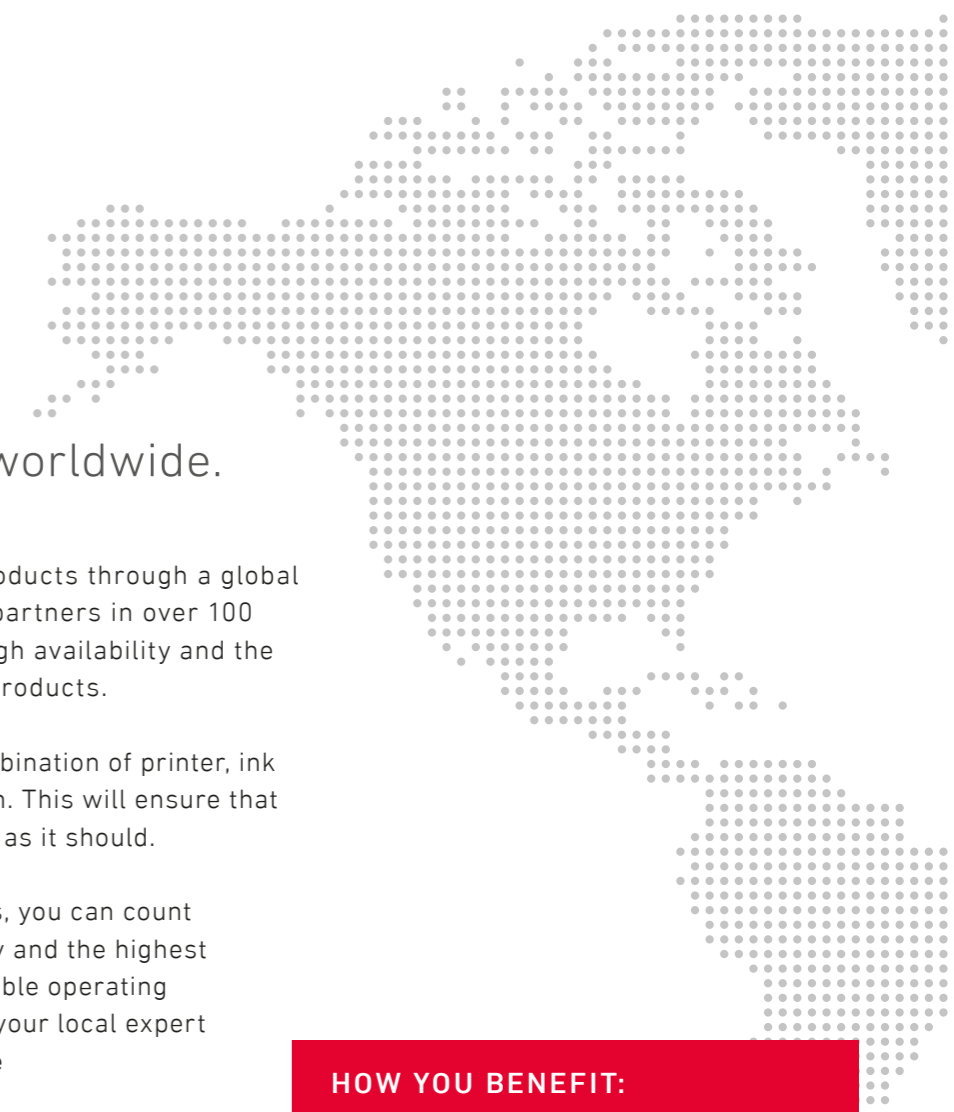 worldwide.
oducts through a global
partners in over 100
gh availability and the
products.
bination of printer, ink
n. This will ensure that
as it should.
s, you can count
y and the highest
ble operating
your local expert
e
HOW YOU BENEFIT: